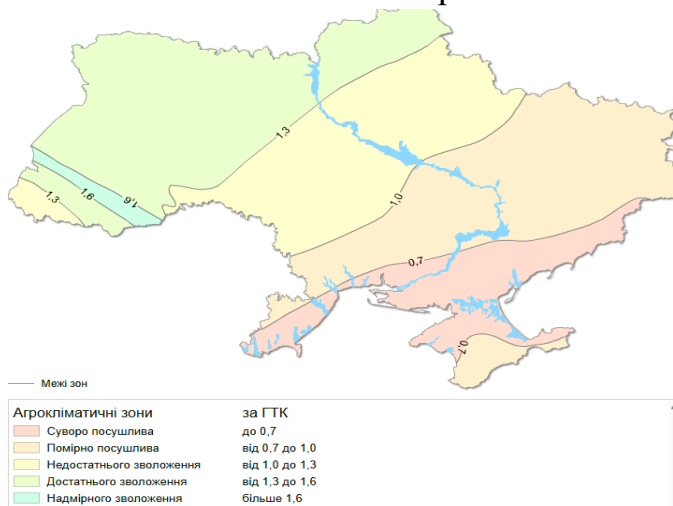 1,3
1,3
1,6
1,6
1,0
0,7
0,7
Межі зон
Агрокліматичні зони за ГТК
Суворо посушлива до 0,7
Помірно посушлива від 0,7 до 1,0
Недостатнього зволоження від 1,0 до 1,3
Достатнього зволоження від 1,3 до 1,6
Надмірного зволоження більше 1,6